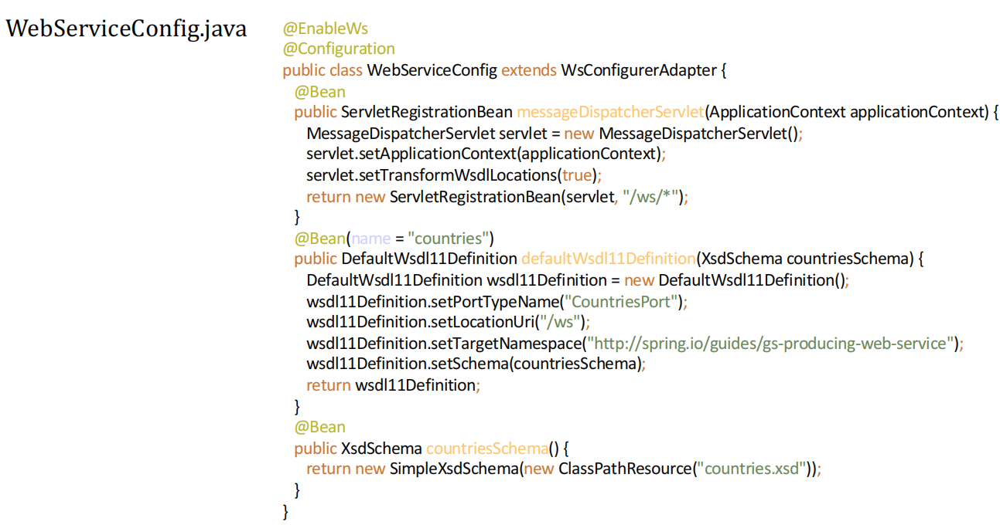 WebServiceConfig.java
@EnableWs
@Configuration
public class WebServiceConfig extends WsConfigurerAdapter {
@Bean
public ServletRegistrationBean messageDispatcherServlet(ApplicationContext applicationContext) {
MessageDispatcherServlet servlet = new MessageDispatcherServlet();
servlet.setApplicationContext(applicationContext);
servlet.setTransformWsdlLocations(true);
return new ServletRegistrationBean(servlet, "/ws/*");
}
@Bean(name = "countries")
public DefaultWsdl11Definition defaultWsdl11Definition(XsdSchema countriesSchema) {
DefaultWsdl11Definition wsdl11Definition = new DefaultWsdl11Definition();
wsdl11Definition.setPortTypeName("CountriesPort");
wsdl11Definition.setLocationUri("/ws");
wsdl11Definition.setTargetNamespace("http://spring.io/guides/gs-producing-web-service");
wsdl11Definition.setSchema(countriesSchema);
return wsdl11Definition;
}
@Bean
public XsdSchema countriesSchema() {
return new SimpleXsdSchema(new ClassPathResource("countries.xsd"));
}
}